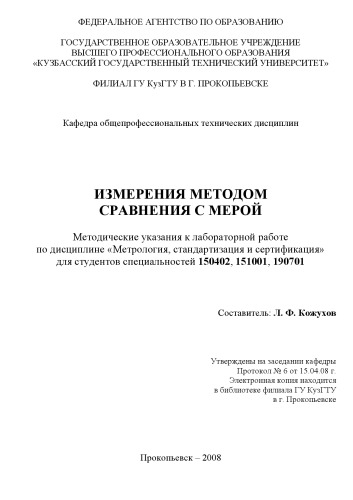 ФЕДЕРАЛЬНОЕ АГЕНТСТВО ПО ОБРАЗОВАНИЮ
ГОСУДАРСТВЕННОЕ ОБРАЗОВАТЕЛЬНОЕ УЧРЕЖДЕНИЕ
ВЫСШЕГО ПРОФЕССИОНАЛЬНОГО ОБРАЗОВАНИЯ
«КУЗБАССКИЙ ГОСУДАРСТВЕННЫЙ ТЕХНИЧЕСКИЙ УНИВЕРСИТЕТ»
ФИЛИАЛ ГУ КузГТУ В Г. ПРОКОПЬЕВСКЕ
Кафедра общепрофессиональных технических дисциплин
ИЗМЕРЕНИЯ МЕТОДОМ
СРАВНЕНИЯ С МЕРОЙ
Методические указания к лабораторной работе
по дисциплине «Метрология, стандартизация и сертификация»
для студентов специальностей 150402, 151001, 190701
Составитель: Л. Ф. Кожухов
Утверждены на заседании кафедры
Протокол № 6 от 15.04.08 г.
Электронная копия находится
в библиотеке филиала ГУ КузГТУ
в г. Прокопьевске
Прокопьевск – 2008